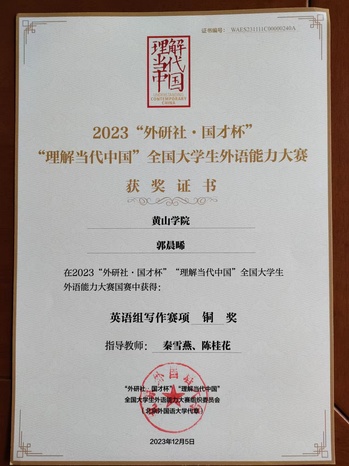 证书编号:
理解
当代
中国
CONTEMPORARY
CHINA
2023“外研社·国才杯”
“理解当代中国”全国大学生外语能力大赛
获奖证书
黄山学院
郭晨晞
在2023“外研社·国才杯”“理解当代中国”全国大学生
外语能力大赛国赛中获得:
英语组写作赛项 铜 奖
指导教师: 秦雪燕、陈桂花
“外研社·国才杯”“理解当代中国”
全国大学生外语能力大赛组织委员会
(北京外国语大学代章)
2023年12月5日